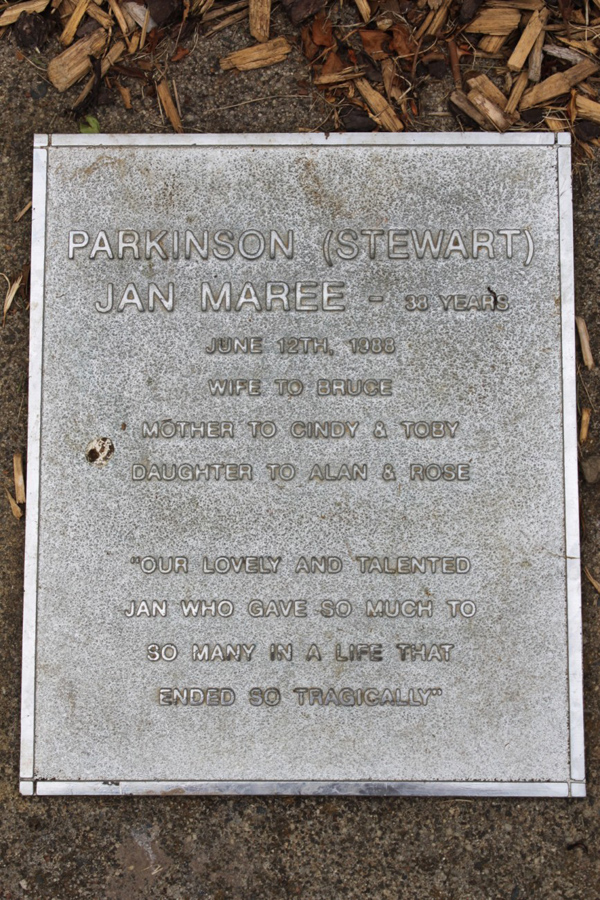 PARKINSON (STEWART)
JAN MAREE - 38 YEARS
JUNE 12TH, 1988
WIFE TO BRUCE
MOTHER TO CINDY & TOBY
DAUGHTER TO ALAN & ROSE
"OUR LOVELY AND TALENTED
JAN WHO GAVE SO MUCH TO
SO MANY IN A LIFE THAT
ENDED SO TRAGICALLY"